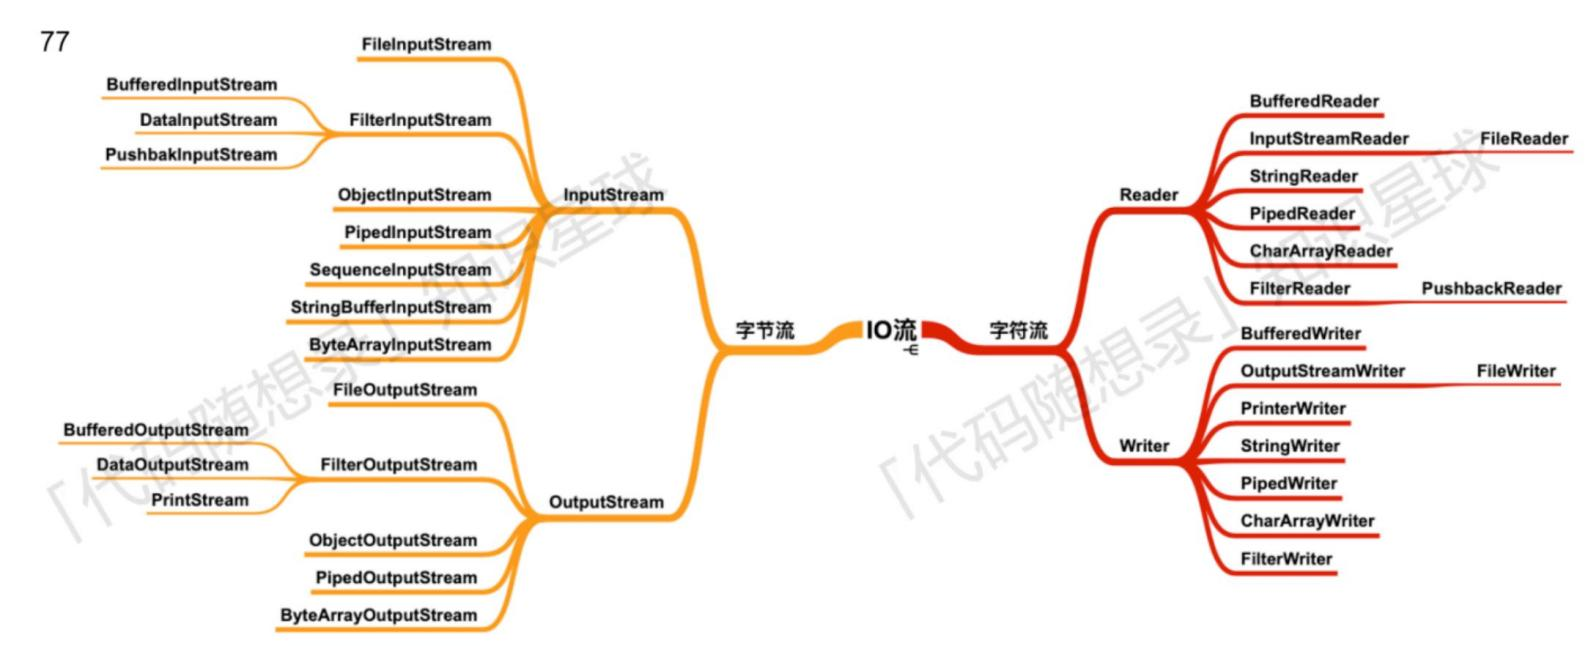 77
FileInputStream
BufferedInputStream
DataInputStream
PushbakInputStream
FilterInputStream
ObjectInputStream
PipedInputStream
SequenceInputStream
StringBufferInputStream
ByteArrayInputStream
InputStream
FileOutputStream
BufferedOutputStream
DataOutputStream
PrintStream
FilterOutputStream
ObjectOutputStream
PipedOutputStream
ByteArrayOutputStream
OutputStream
字节流
IO流
字符流
Reader
BufferedReader
InputStreamReader
FileReader
StringReader
PipedReader
CharArrayReader
FilterReader
PushbackReader
Writer
BufferedWriter
OutputStreamWriter
FileWriter
PrinterWriter
StringWriter
PipedWriter
CharArrayWriter
FilterWriter
「代码随想录」知识星球
「代码随想录」知识星球